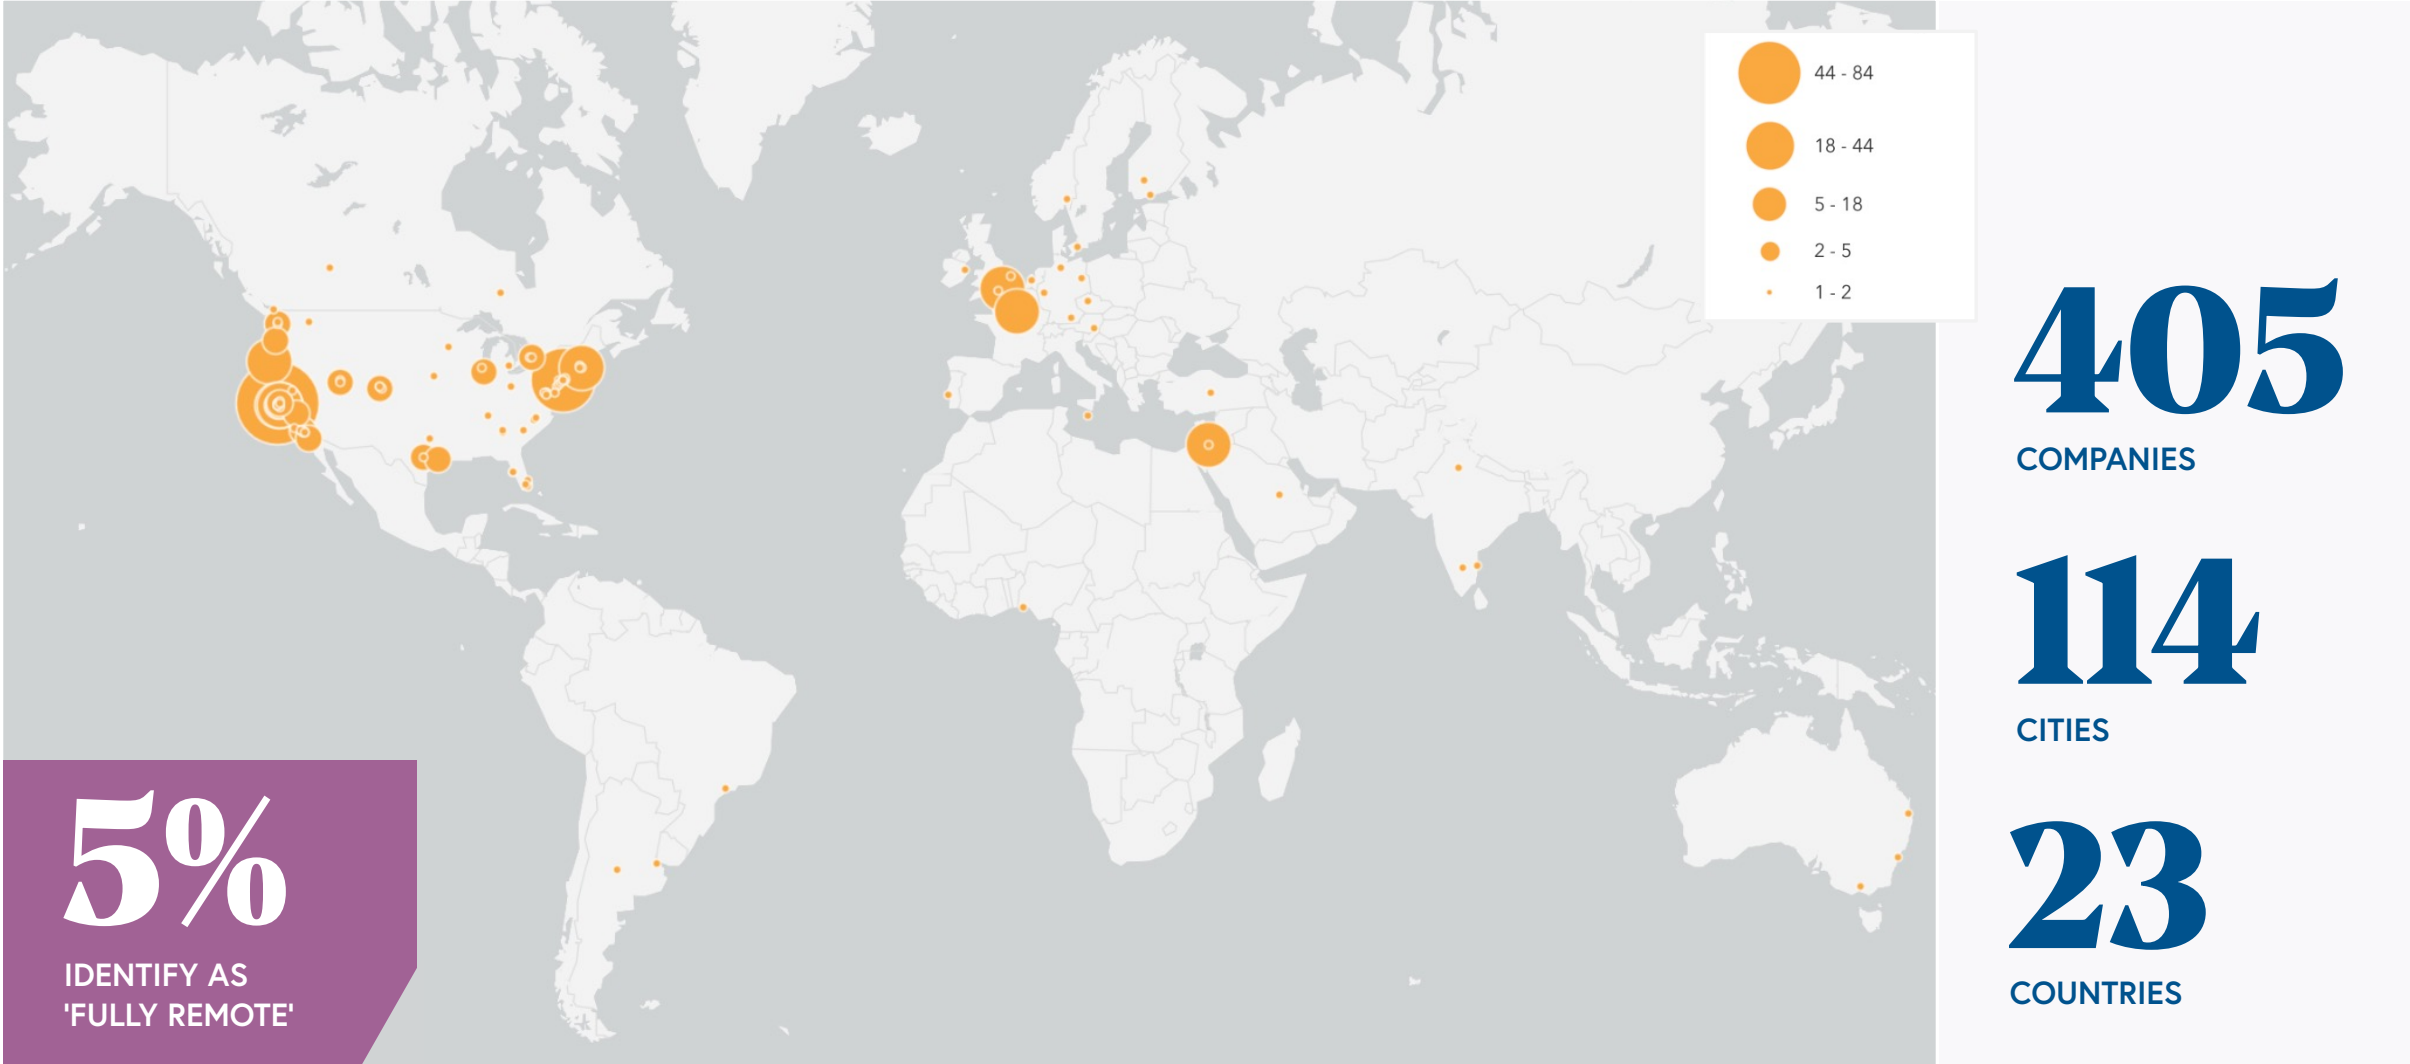 44 - 84
18 - 44
5 - 18
2 - 5
1 - 2
405
COMPANIES
114
CITIES
23
COUNTRIES
5%
IDENTIFY AS
'FULLY REMOTE'